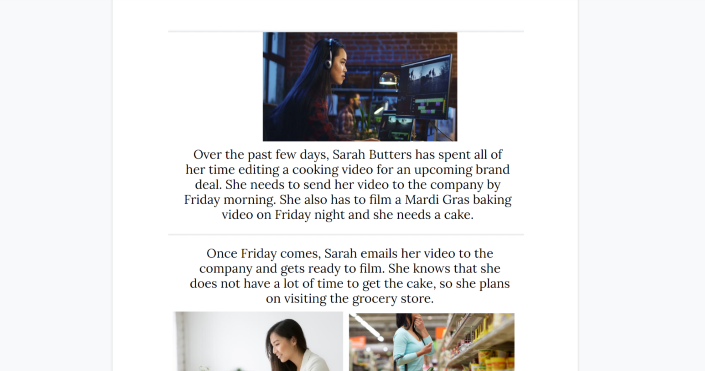 Over the past few days, Sarah Butters has spent all of
her time editing a cooking video for an upcoming brand
deal. She needs to send her video to the company by
Friday morning. She also has to film a Mardi Gras baking
video on Friday night and she needs a cake.
Once Friday comes, Sarah emails her video to the
company and gets ready to film. She knows that she
does not have a lot of time to get the cake, so she plans
on visiting the grocery store.